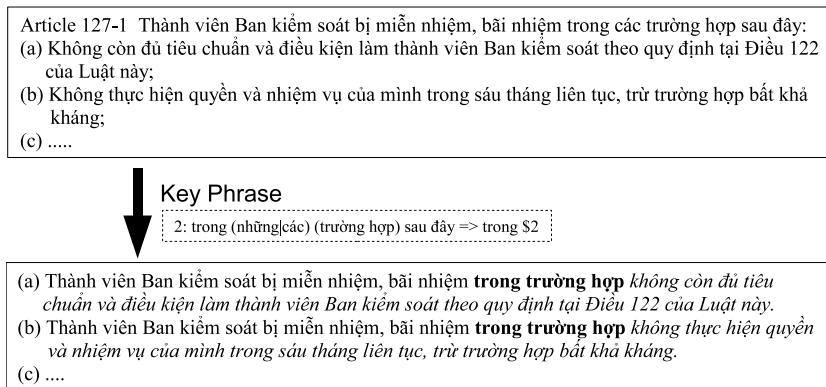 Article 127-1 Thành viên Ban kiểm soát bị miễn nhiệm, bãi nhiệm trong các trường hợp sau đây:
(a) Không còn đủ tiêu chuẩn và điều kiện làm thành viên Ban kiểm soát theo quy định tại Điều 122
của Luật này;
(b) Không thực hiện quyền và nhiệm vụ của mình trong sáu tháng liên tục, trừ trường hợp bất khả
kháng;
(c) .....
Key Phrase
2: trong (những|các) (trường hợp) sau đây => trong $2
(a) Thành viên Ban kiểm soát bị miễn nhiệm, bãi nhiệm trong trường hợp không còn đủ tiêu
chuẩn và điều kiện làm thành viên Ban kiểm soát theo quy định tại Điều 122 của Luật này.
(b) Thành viên Ban kiểm soát bị miễn nhiệm, bãi nhiệm trong trường hợp không thực hiện quyền
và nhiệm vụ của mình trong sáu tháng liên tục, trừ trường hợp bất khả kháng.
(c) ....